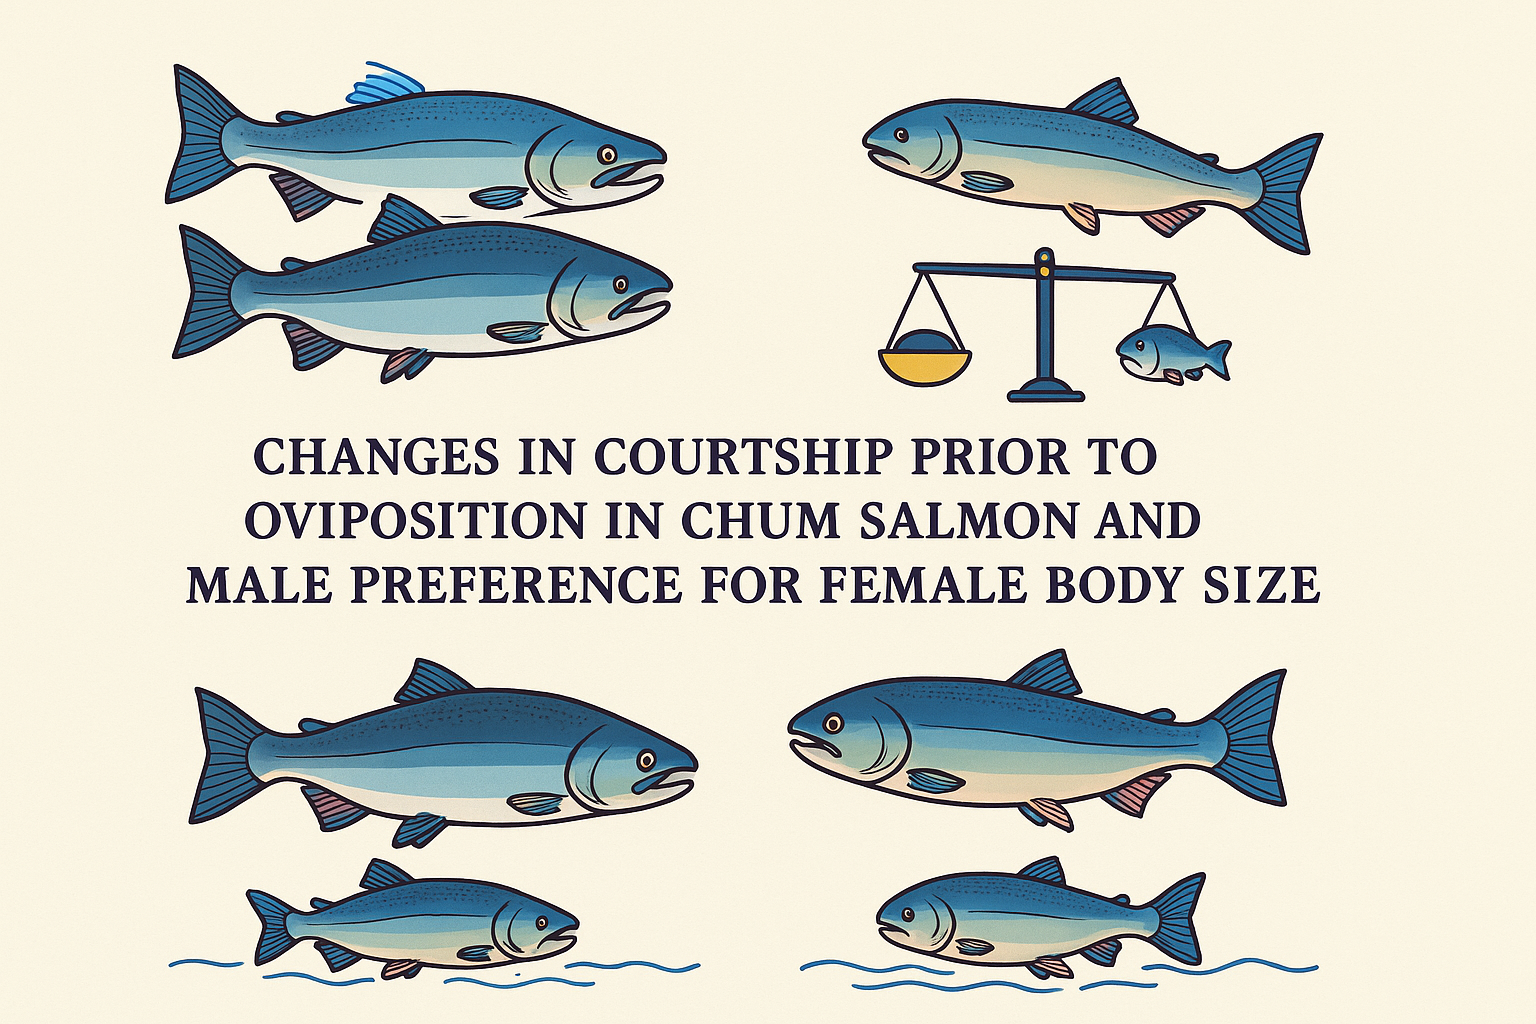 CHANGES IN COURTSHIP PRIOR TO
OVIPOSITION IN CHUM SALMON AND
MALE PREFERENCE FOR FEMALE BODY SIZE